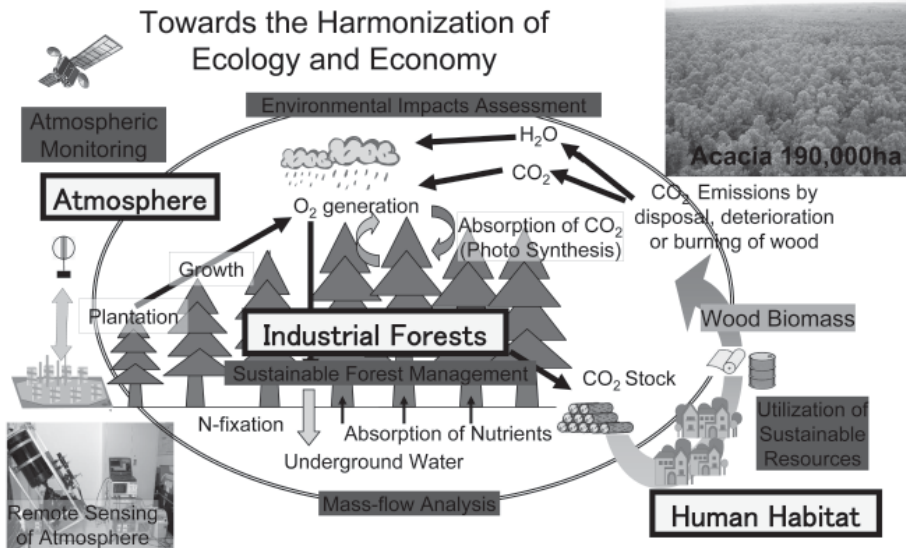 Towards the Harmonization of
Ecology and Economy
Environmental Impacts Assessment
Atmospheric
Monitoring
Atmosphere
Acacia 190,000ha
H₂O
CO₂
CO₂ Emissions by
disposal, deterioration
or burning of wood
O₂ generation
Absorption of CO₂
(Photo Synthesis)
Growth
Plantation
Industrial Forests
Sustainable Forest Management
Wood Biomass
CO₂ Stock
N-fixation
Absorption of Nutrients
Underground Water
Utilization of
Sustainable
Resources
Mass-flow Analysis
Human Habitat
Remote Sensing
of Atmosphere